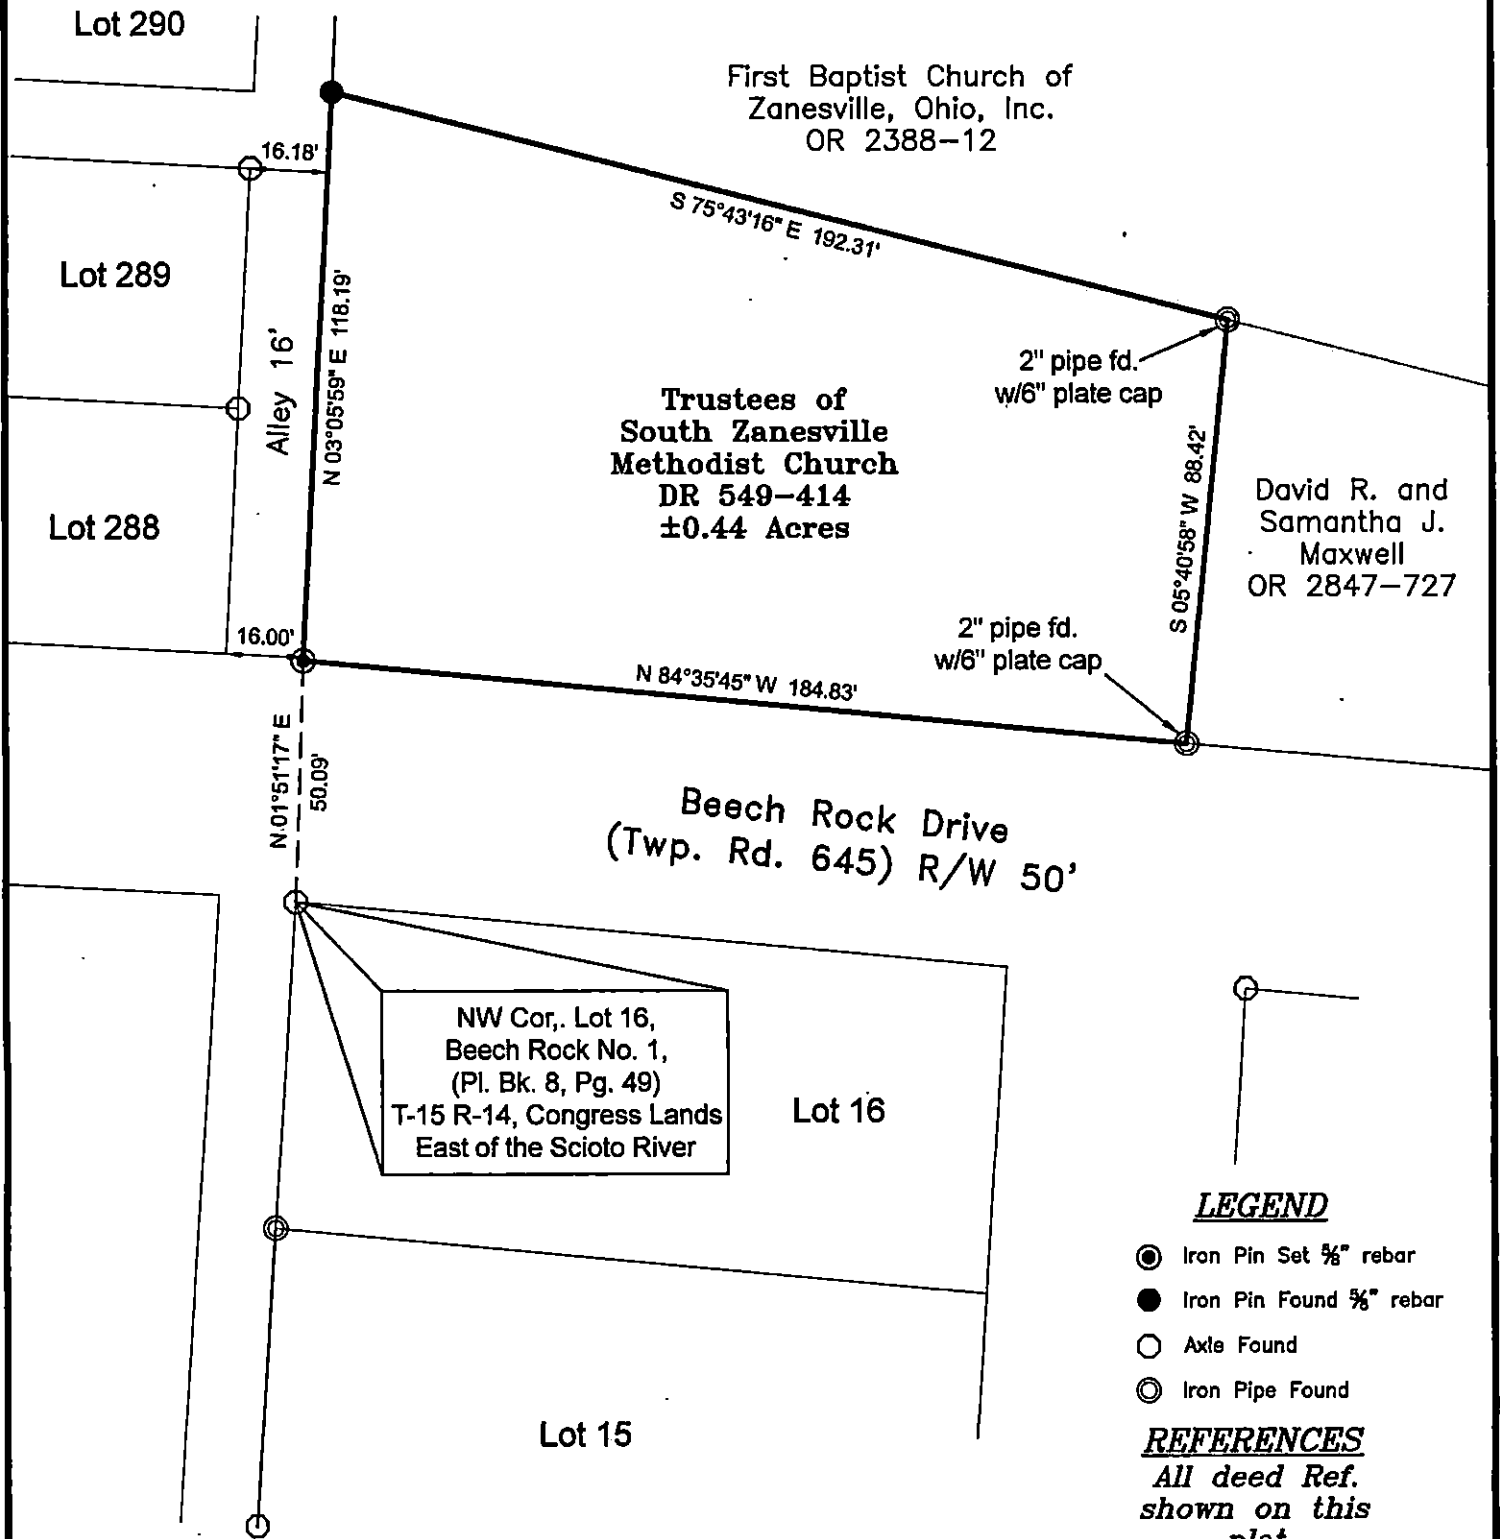 Lot 290
First Baptist Church of
Zanesville, Ohio, Inc.
OR 2388-12
16.18'
S 75°43'16" E 192.31'
Lot 289
Alley 16'
N 03°05'59" E 118.19'
2" pipe fd.
w/6" plate cap
Trustees of
South Zanesville
Methodist Church
DR 549-414
±0.44 Acres
S 05°40'58" W 88.42'
David R. and
Samantha J.
Maxwell
OR 2847-727
Lot 288
16.00'
2" pipe fd.
w/6" plate cap
N 84°35'45" W 184.83'
N 01°51'17" E
50.09'
Beech Rock Drive
(Twp. Rd. 645) R/W 50'
NW Cor,. Lot 16,
Beech Rock No. 1,
(Pl. Bk. 8, Pg. 49)
T-15 R-14, Congress Lands
East of the Scioto River
Lot 16
LEGEND
Iron Pin Set ⅝" rebar
Iron Pin Found ⅝" rebar
Axle Found
Iron Pipe Found
Lot 15
REFERENCES
All deed Ref.
shown on this
plat